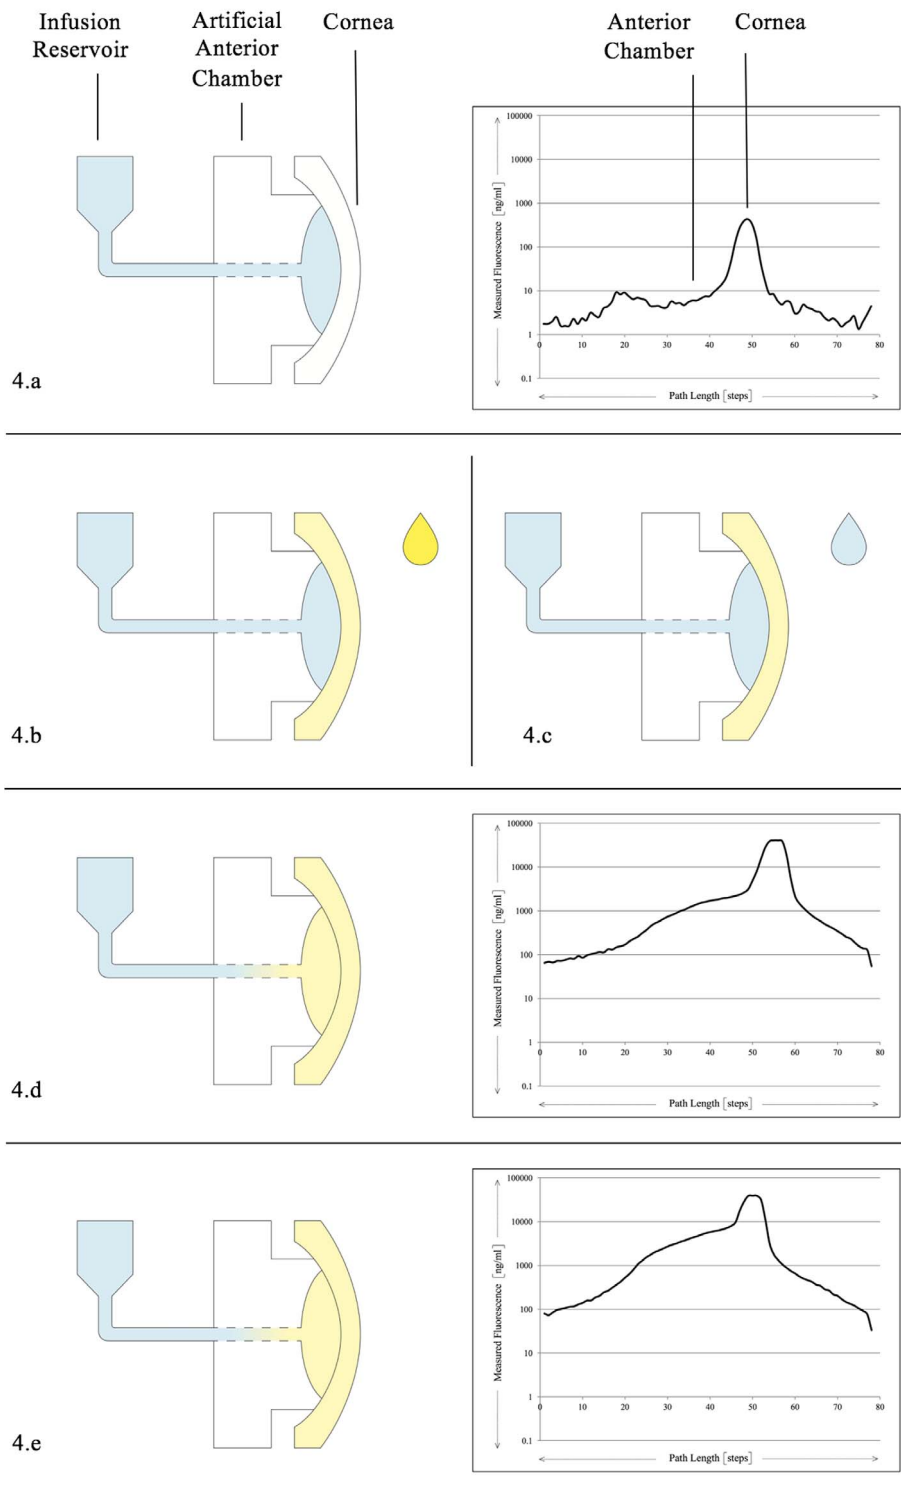 Infusion
Reservoir
Artificial
Anterior
Chamber
Cornea
Anterior
Chamber
Cornea
4.a
Measured Fluorescence [ng/ml]
100000
10000
1000
100
10
1
0.1
0 10 20 30 40 50 60 70 80
Path Length [steps]
4.b
4.c
4.d
Measured Fluorescence [ng/ml]
100000
10000
1000
100
10
1
0.1
0 10 20 30 40 50 60 70 80
Path Length [steps]
4.e
Measured Fluorescence [ng/ml]
100000
10000
1000
100
10
1
0.1
0 10 20 30 40 50 60 70 80
Path Length [steps]